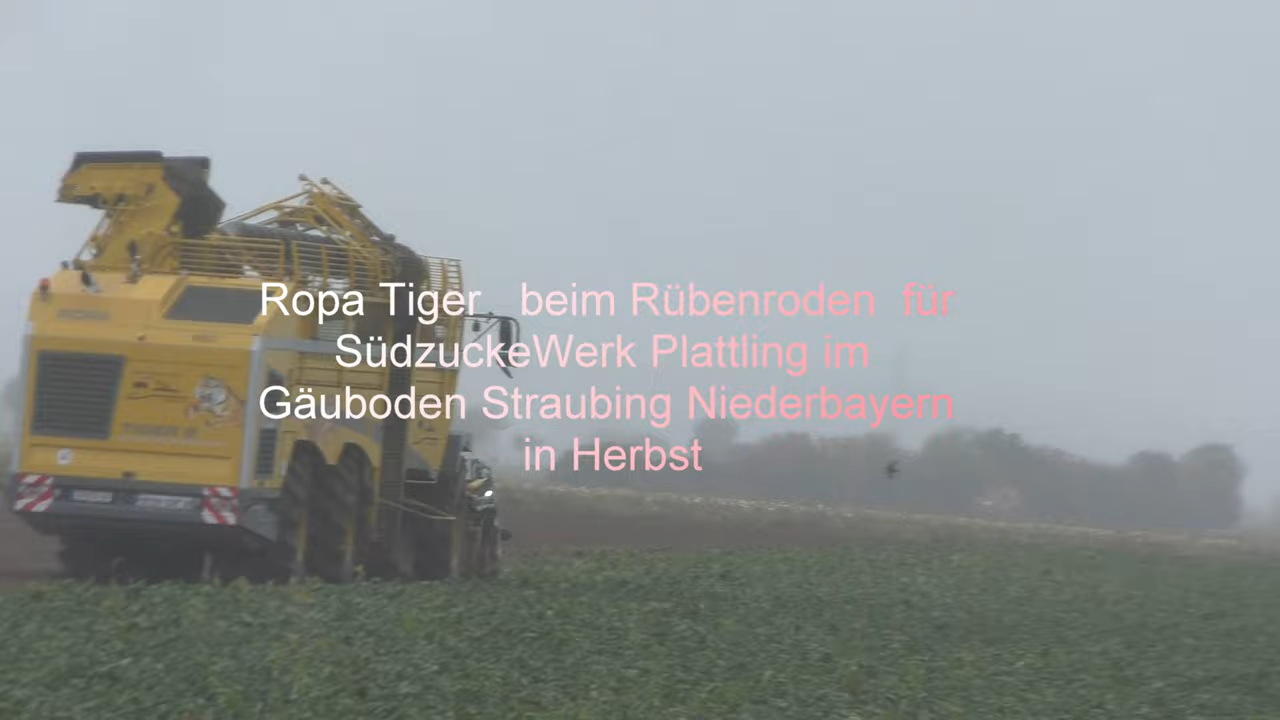 Ropa Tiger beim Rübenroden für
SüdzuckeWerk Plattling im
Gäuboden Straubing Niederbayern
in Herbst